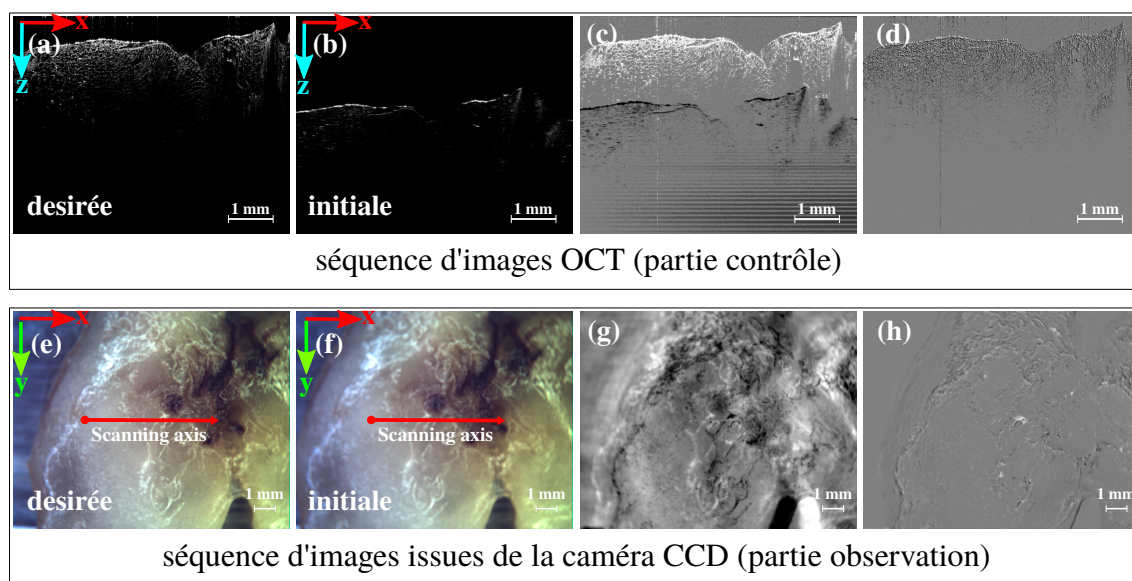 x
z
(a)
desirée
1 mm
x
z
(b)
initiale
1 mm
(c)
1 mm
(d)
1 mm
séquence d'images OCT (partie contrôle)
x
y
(e)
Scanning axis
desirée
1 mm
x
y
(f)
Scanning axis
initiale
1 mm
(g)
1 mm
(h)
1 mm
séquence d'images issues de la caméra CCD (partie observation)